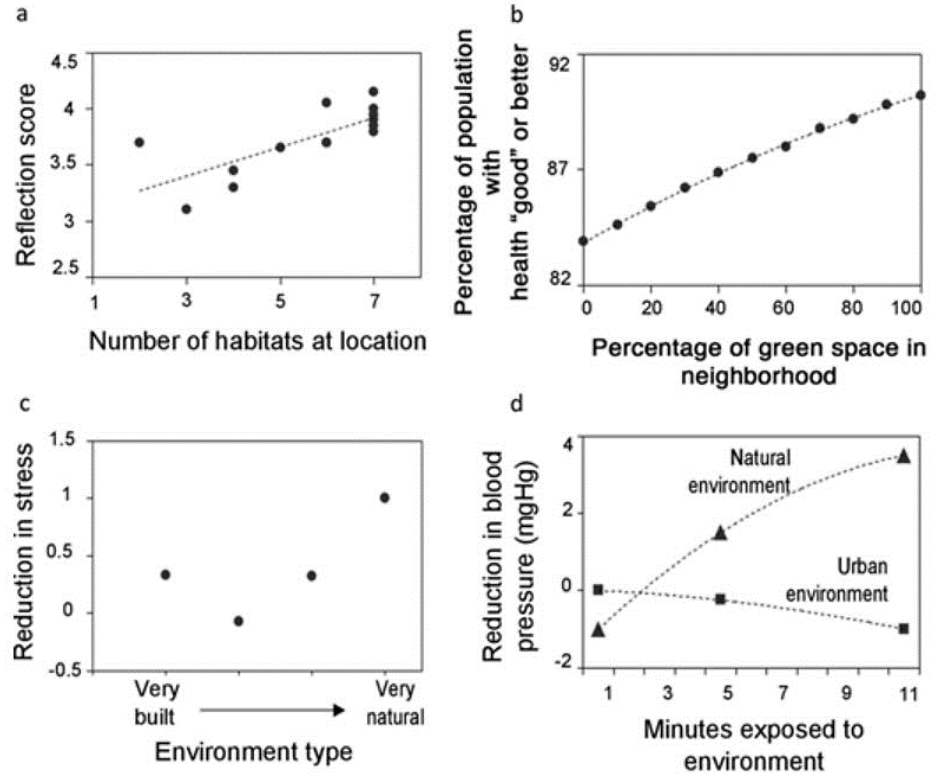 a
Reflection score
4.5
4
3.5
3
2.5
1 3 5 7
Number of habitats at location
b
Percentage of population
with
health “good” or better
92
87
82
0 20 40 60 80 100
Percentage of green space in
neighborhood
c
Reduction in stress
1.5
1
0.5
0
-0.5
Very
built
Very
natural
Environment type
d
Reduction in blood
pressure (mgHg)
4
2
0
-2
Natural
environment
Urban
environment
1 3 5 7 9 11
Minutes exposed to
environment